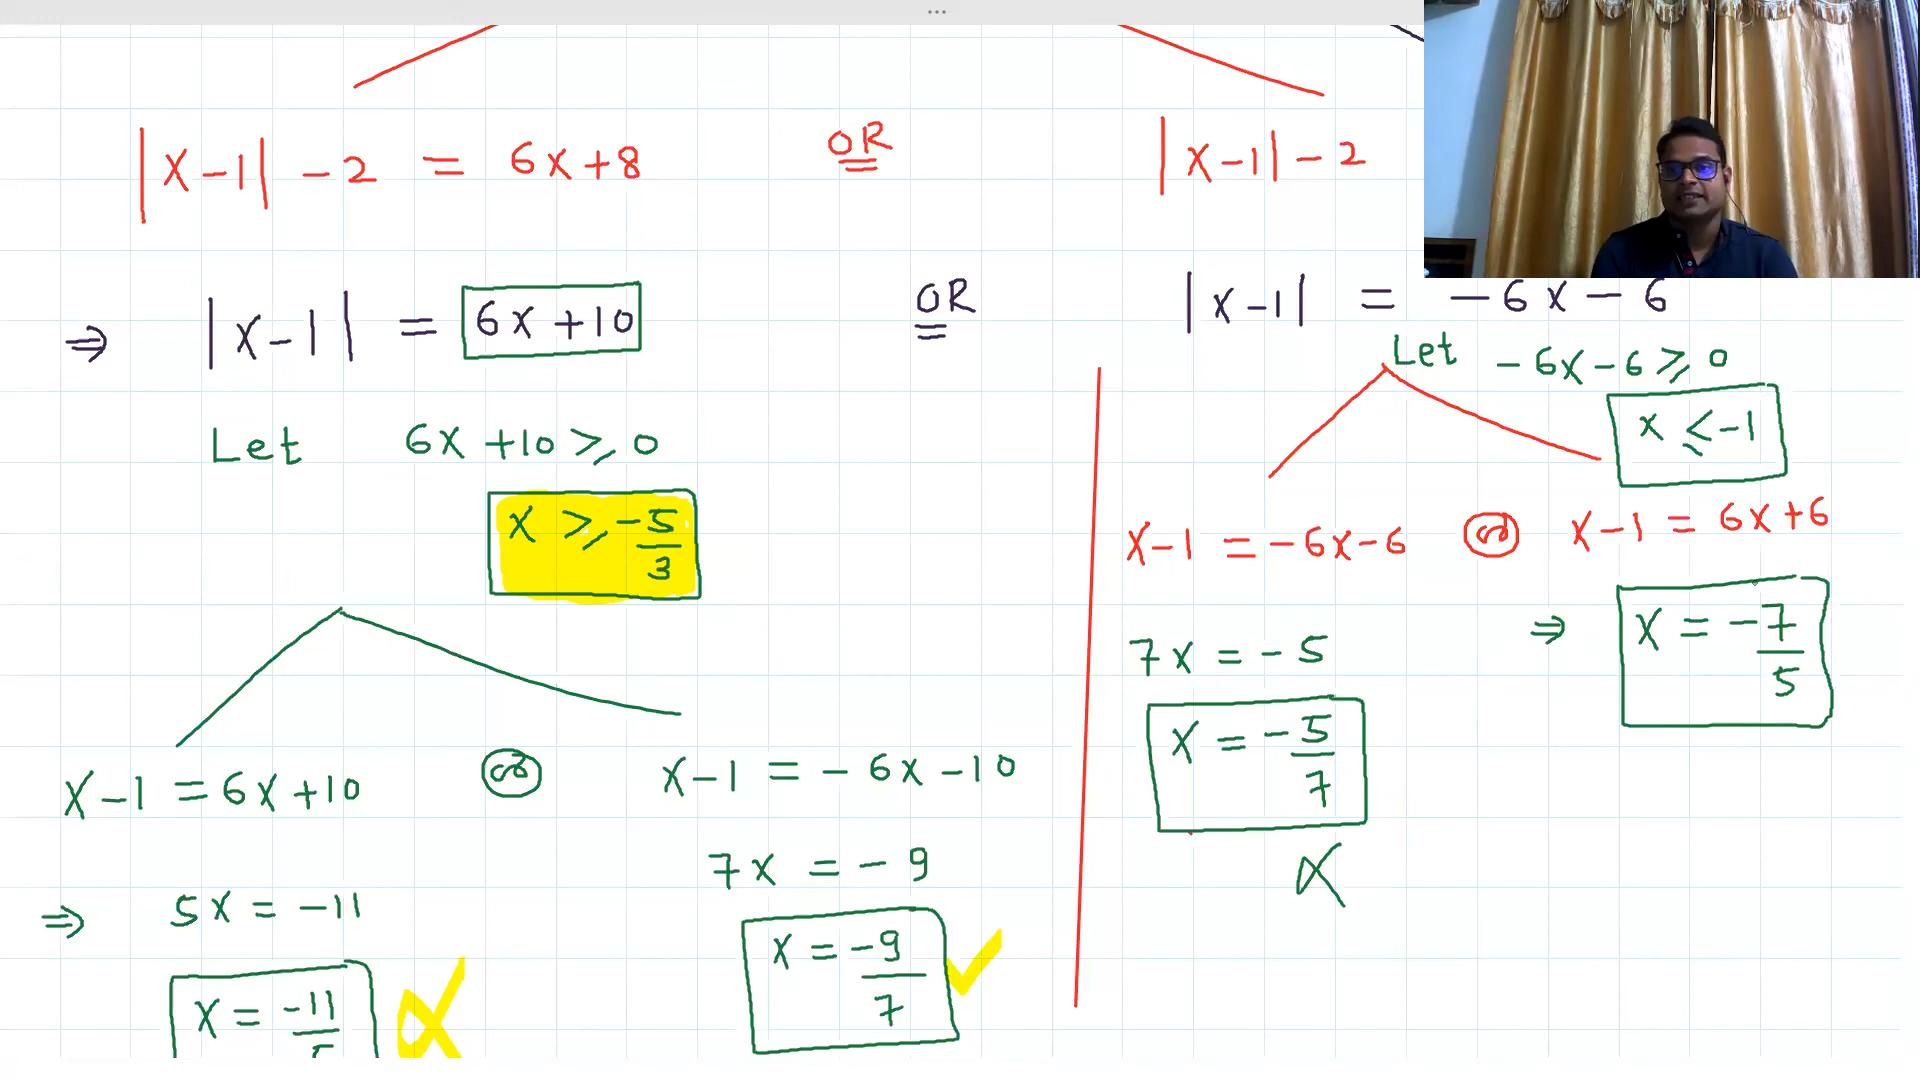 |x-1| - 2 = 6x+8 OR |x-1| - 2
⇒ |x-1| = 6x+10 OR |x-1| = -6x-6
Let 6x+10 ⩾ 0
x ⩾ -5/3
x-1 = 6x+10 or x-1 = -6x-10
⇒ 5x = -11
x = -11/
7x = -9
x = -9/7
Let -6x-6 ⩾ 0
x ⩽ -1
x-1 = -6x-6 or x-1 = 6x+6
7x = -5
x = -5/7
⇒ x = -7/5